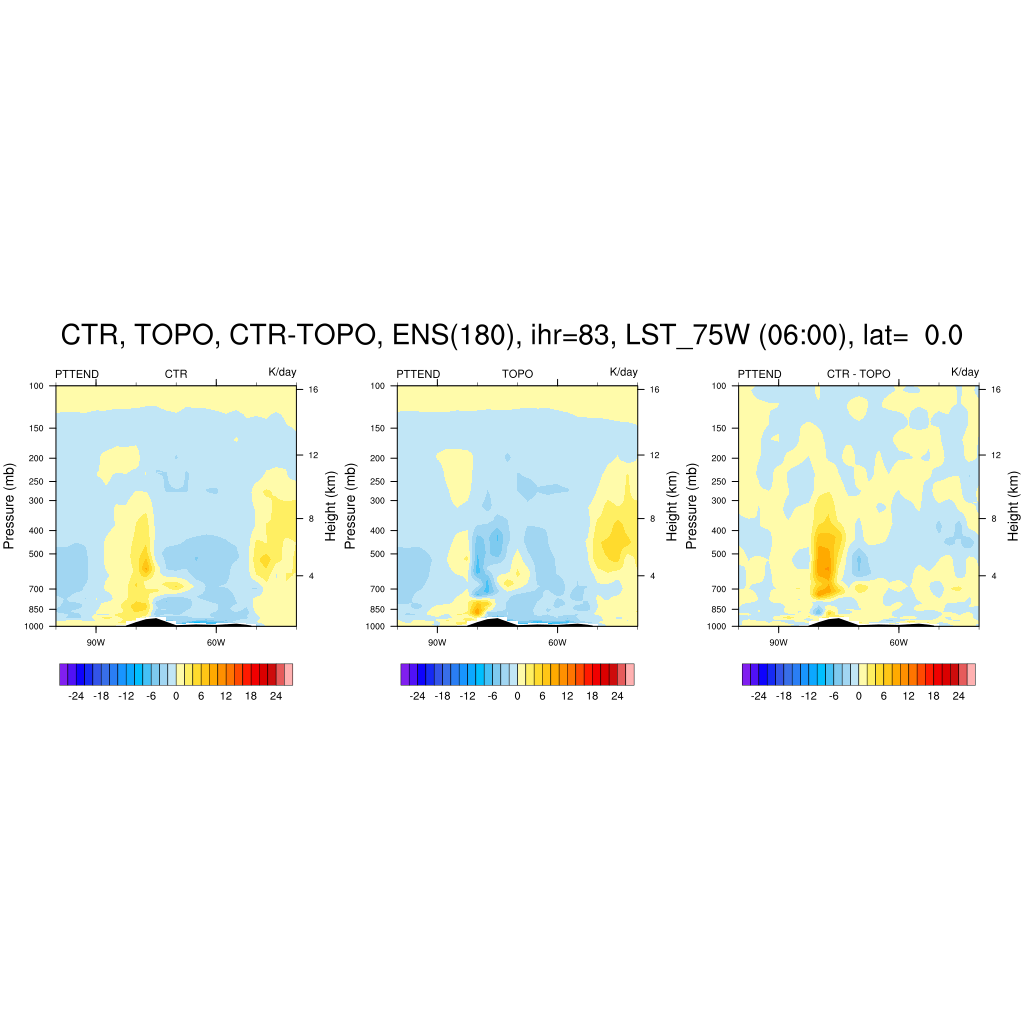 CTR, TOPO, CTR-TOPO, ENS(180), ihr=83, LST_75W (06:00), lat=  0.0
PTTEND CTR K/day
Pressure (mb)
100
150
200
250
300
400
500
700
850
1000
16
12
8
4
Height (km)
90W 60W
-24 -18 -12 -6 0 6 12 18 24
PTTEND TOPO K/day
Pressure (mb)
100
150
200
250
300
400
500
700
850
1000
16
12
8
4
Height (km)
90W 60W
-24 -18 -12 -6 0 6 12 18 24
PTTEND CTR - TOPO K/day
Pressure (mb)
100
150
200
250
300
400
500
700
850
1000
16
12
8
4
Height (km)
90W 60W
-24 -18 -12 -6 0 6 12 18 24